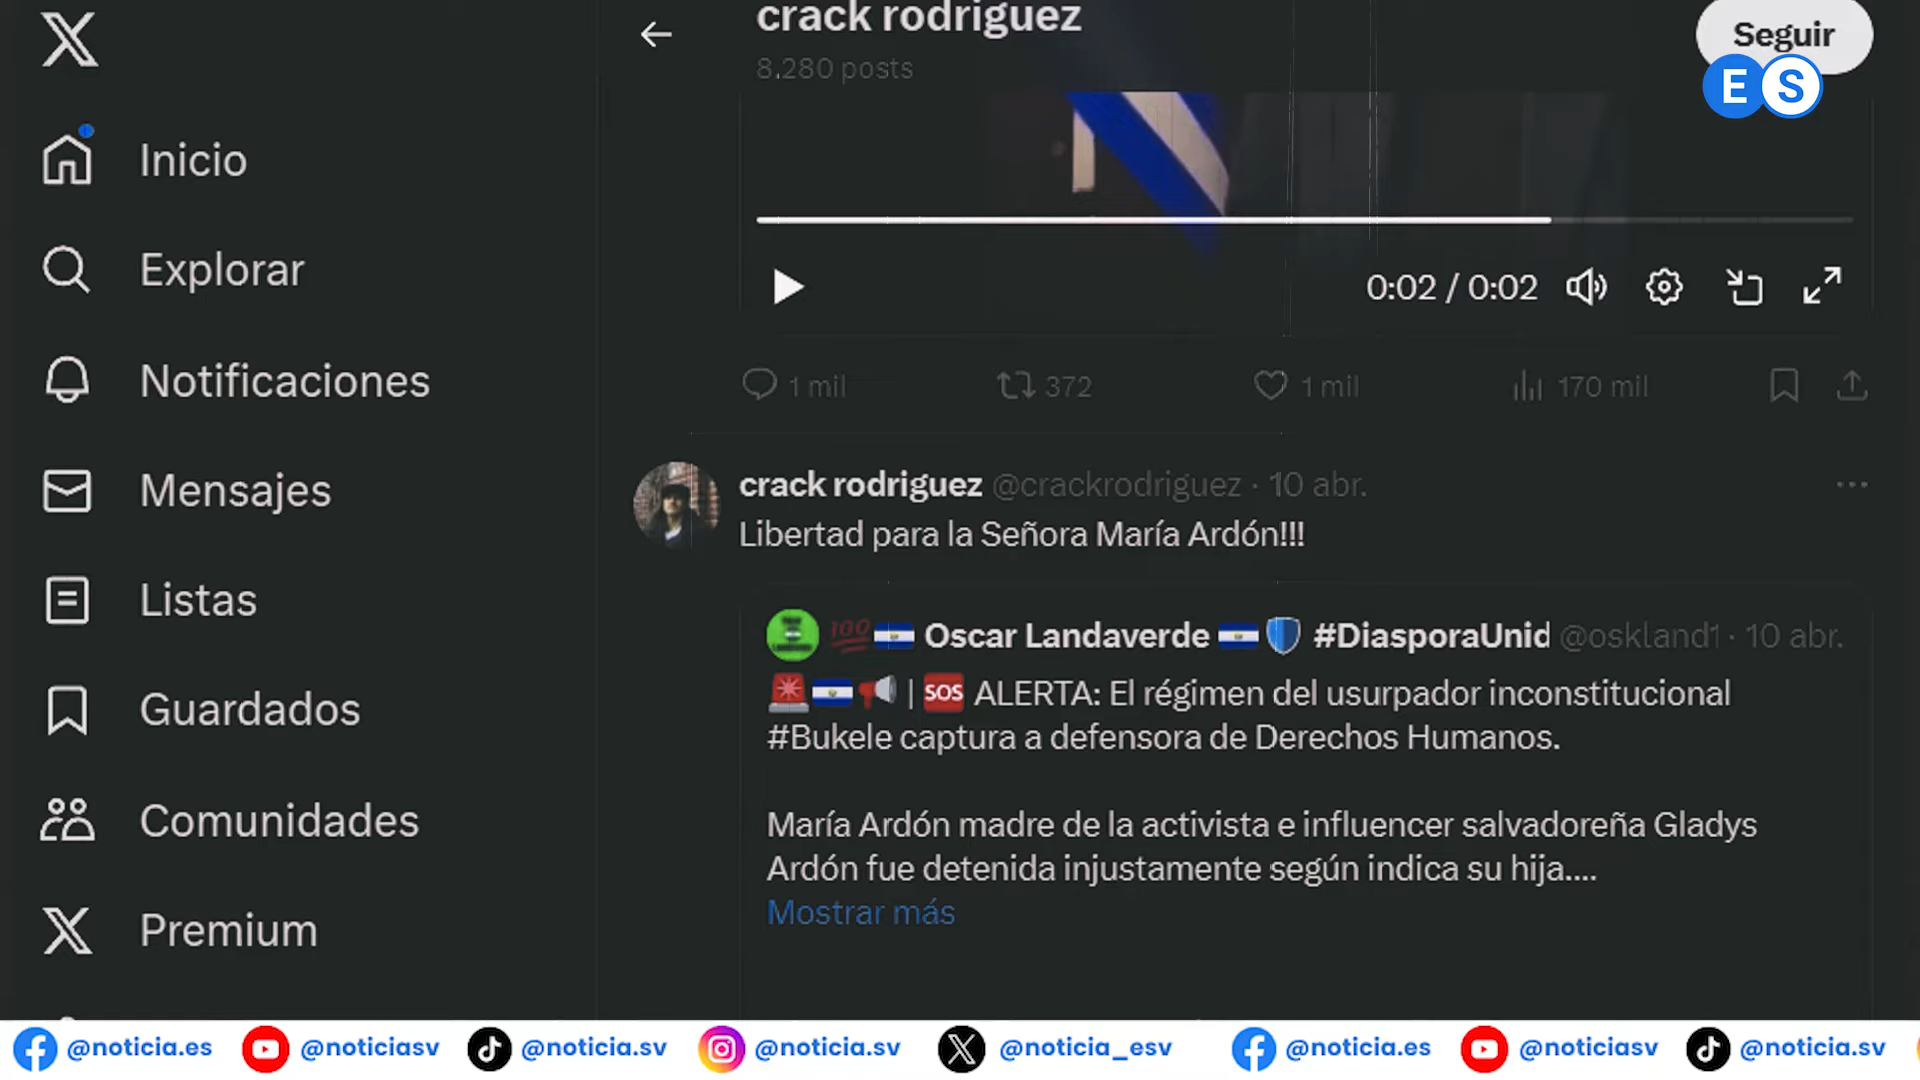 crack rodriguez
8.280 posts
Seguir
E S
Inicio
Explorar
Notificaciones
Mensajes
Listas
Guardados
Comunidades
Premium
0:02 / 0:02
1 mil 372 1 mil 170 mil
crack rodriguez @crackrodriguez · 10 abr.
Libertad para la Señora María Ardón!!!
💯🇸🇻 Oscar Landaverde 🇸🇻🛡️ #DiasporaUnid @oskland1 · 10 abr.
🚨🇸🇻📢 | 🆘 ALERTA: El régimen del usurpador inconstitucional
#Bukele captura a defensora de Derechos Humanos.
María Ardón madre de la activista e influencer salvadoreña Gladys
Ardón fue detenida injustamente según indica su hija....
Mostrar más
@noticia.es @noticiasv @noticia.sv @noticia.sv @noticia_esv @noticia.es @noticiasv @noticia.sv